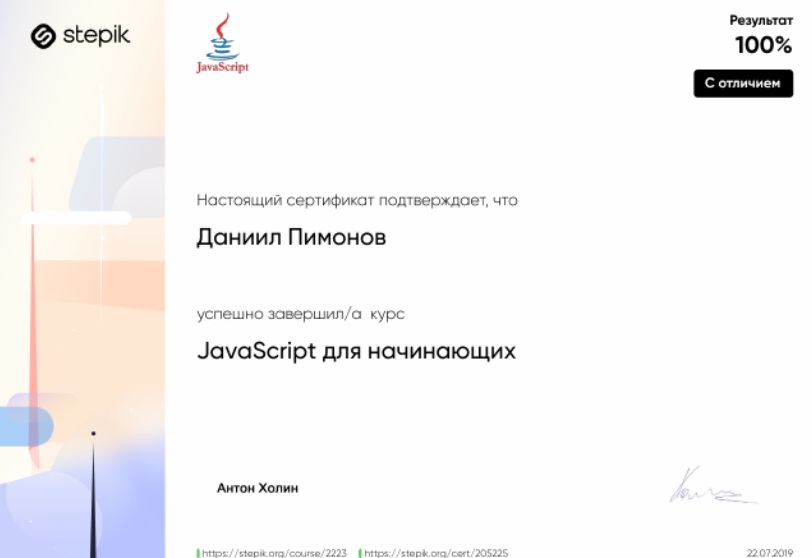 stepik
JavaScript
Результат
100%
С отличием
Настоящий сертификат подтверждает, что
Даниил Пимонов
успешно завершил/а курс
JavaScript для начинающих
Антон Холин
https://stepik.org/course/2223 https://stepik.org/cert/205225
22.07.2019